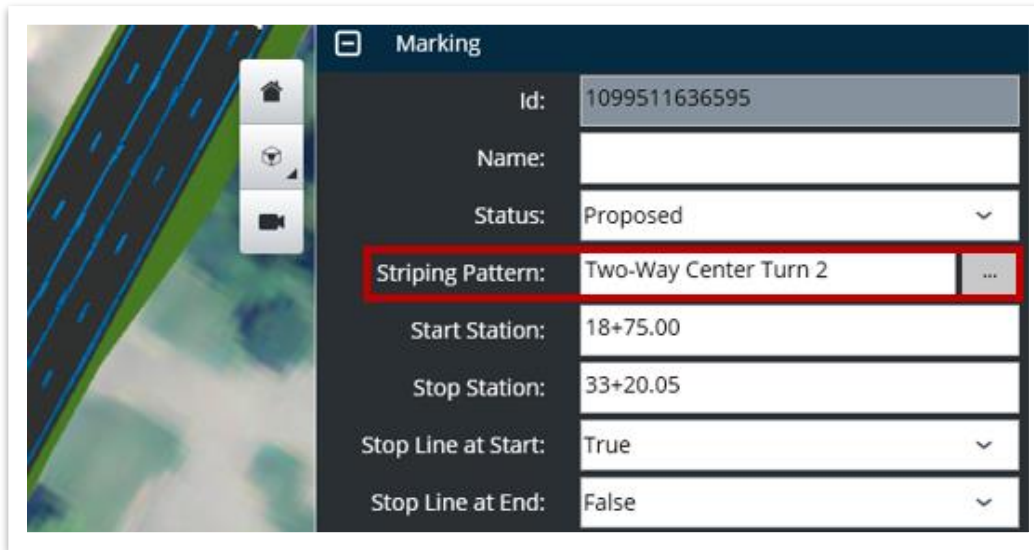 Marking
Id: 1099511636595
Name:
Status: Proposed
Striping Pattern: Two-Way Center Turn 2 ...
Start Station: 18+75.00
Stop Station: 33+20.05
Stop Line at Start: True
Stop Line at End: False